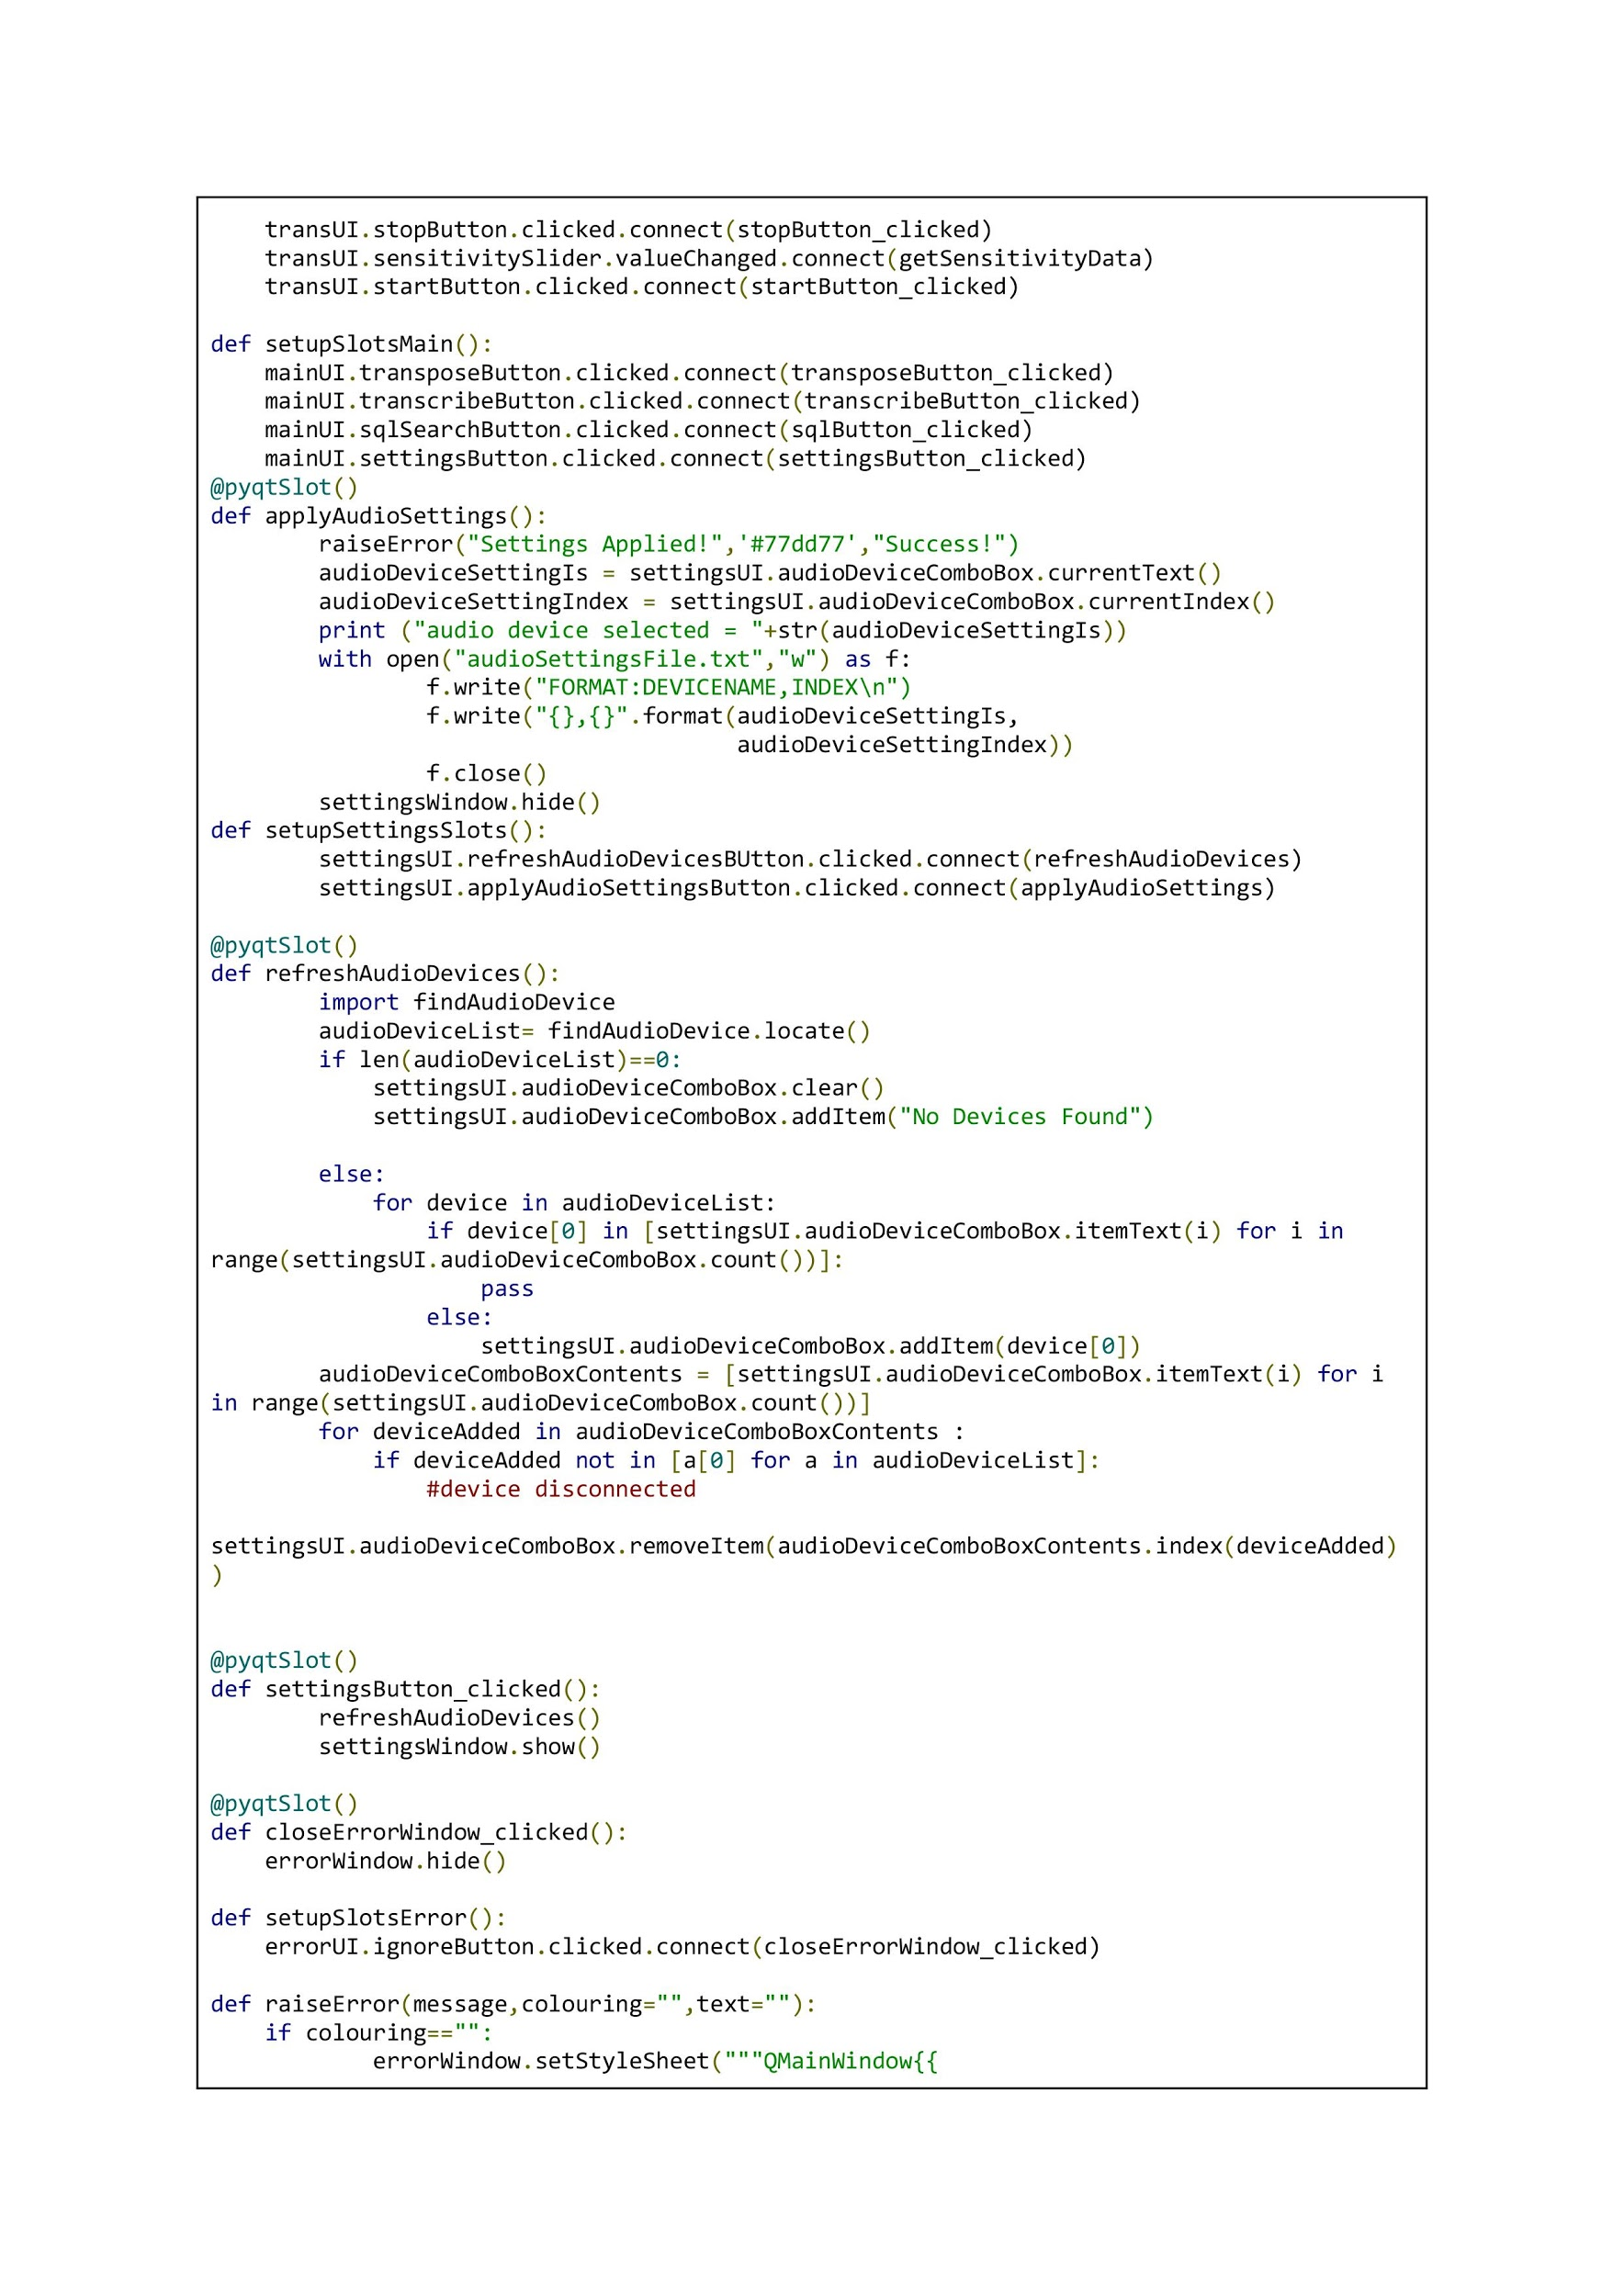 transUI.stopButton.clicked.connect(stopButton_clicked)
    transUI.sensitivitySlider.valueChanged.connect(getSensitivityData)
    transUI.startButton.clicked.connect(startButton_clicked)

def setupSlotsMain():
    mainUI.transposeButton.clicked.connect(transposeButton_clicked)
    mainUI.transcribeButton.clicked.connect(transcribeButton_clicked)
    mainUI.sqlSearchButton.clicked.connect(sqlButton_clicked)
    mainUI.settingsButton.clicked.connect(settingsButton_clicked)
@pyqtSlot()
def applyAudioSettings():
        raiseError("Settings Applied!",'#77dd77',"Success!")
        audioDeviceSettingIs = settingsUI.audioDeviceComboBox.currentText()
        audioDeviceSettingIndex = settingsUI.audioDeviceComboBox.currentIndex()
        print ("audio device selected = "+str(audioDeviceSettingIs))
        with open("audioSettingsFile.txt","w") as f:
                f.write("FORMAT:DEVICENAME,INDEX\n")
                f.write("{},{}".format(audioDeviceSettingIs,
                                       audioDeviceSettingIndex))
                f.close()
        settingsWindow.hide()
def setupSettingsSlots():
        settingsUI.refreshAudioDevicesBUtton.clicked.connect(refreshAudioDevices)
        settingsUI.applyAudioSettingsButton.clicked.connect(applyAudioSettings)

@pyqtSlot()
def refreshAudioDevices():
        import findAudioDevice
        audioDeviceList= findAudioDevice.locate()
        if len(audioDeviceList)==0:
            settingsUI.audioDeviceComboBox.clear()
            settingsUI.audioDeviceComboBox.addItem("No Devices Found")

        else:
            for device in audioDeviceList:
                if device[0] in [settingsUI.audioDeviceComboBox.itemText(i) for i in
range(settingsUI.audioDeviceComboBox.count())]:
                    pass
                else:
                    settingsUI.audioDeviceComboBox.addItem(device[0])
        audioDeviceComboBoxContents = [settingsUI.audioDeviceComboBox.itemText(i) for i
in range(settingsUI.audioDeviceComboBox.count())]
        for deviceAdded in audioDeviceComboBoxContents :
            if deviceAdded not in [a[0] for a in audioDeviceList]:
                #device disconnected

settingsUI.audioDeviceComboBox.removeItem(audioDeviceComboBoxContents.index(deviceAdded)
)


@pyqtSlot()
def settingsButton_clicked():
        refreshAudioDevices()
        settingsWindow.show()

@pyqtSlot()
def closeErrorWindow_clicked():
    errorWindow.hide()

def setupSlotsError():
    errorUI.ignoreButton.clicked.connect(closeErrorWindow_clicked)

def raiseError(message,colouring="",text=""):
    if colouring=="":
            errorWindow.setStyleSheet("""QMainWindow{{